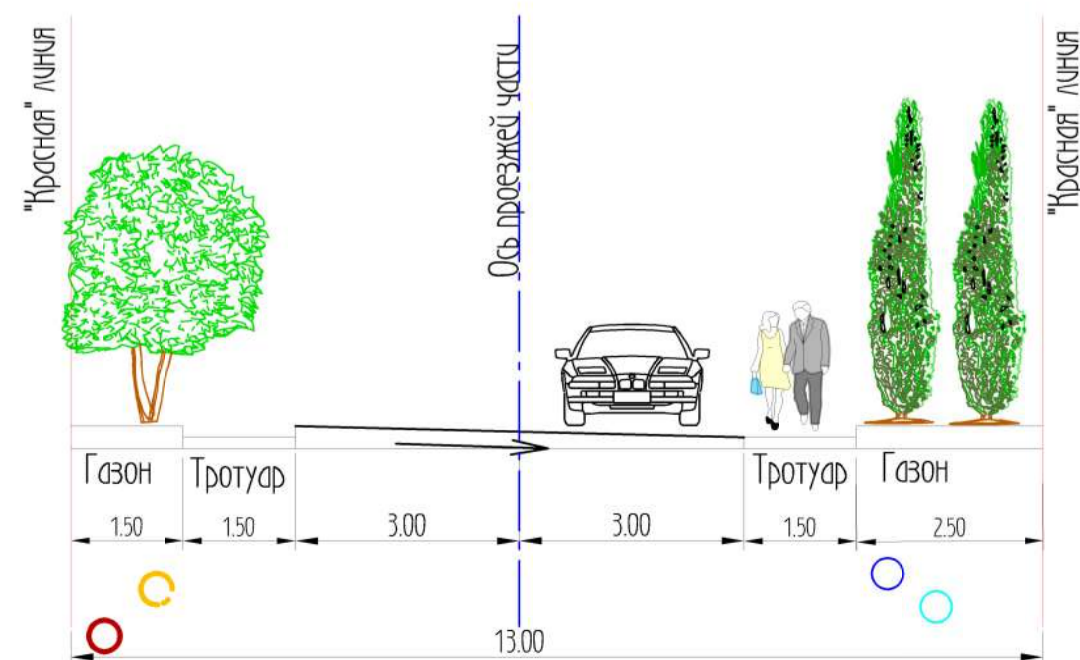 "Красная" линия
Ось проезжей части
"Красная" линия
Газон
Тротуар
Тротуар
Газон
1.50
1.50
3.00
3.00
1.50
2.50
13.00